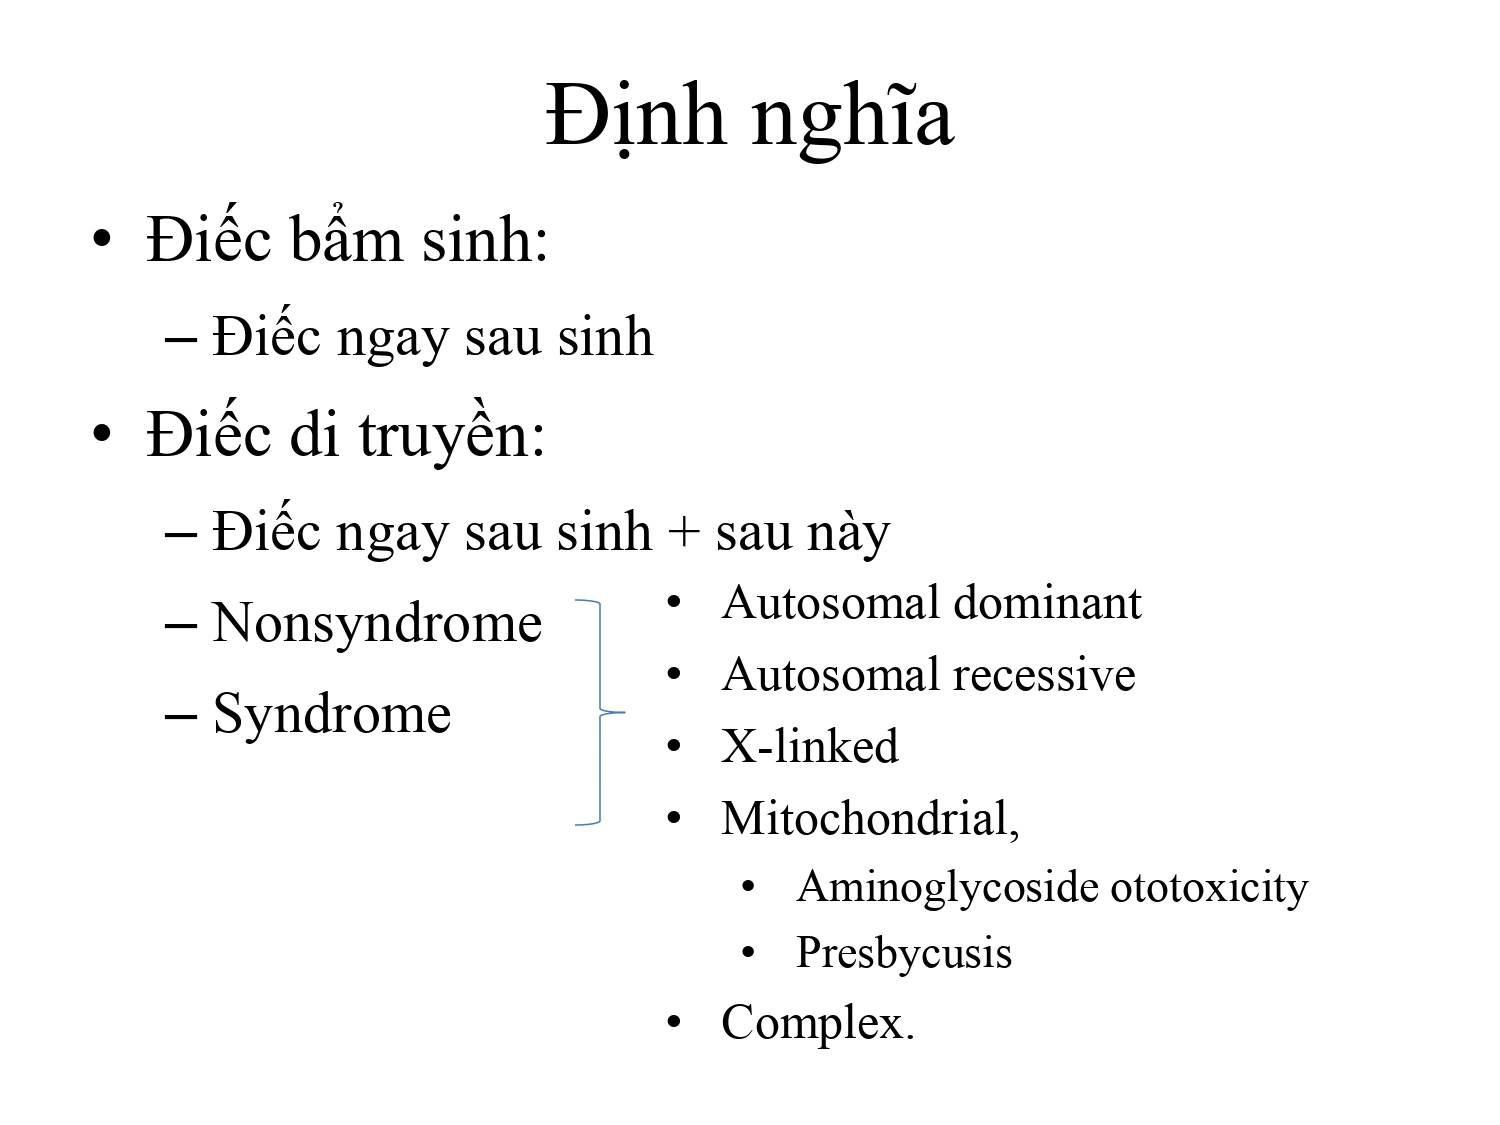 Định nghĩa
• Điếc bẩm sinh:
– Điếc ngay sau sinh
• Điếc di truyền:
– Điếc ngay sau sinh + sau này
– Nonsyndrome
– Syndrome
• Autosomal dominant
• Autosomal recessive
• X-linked
• Mitochondrial,
• Aminoglycoside ototoxicity
• Presbycusis
• Complex.